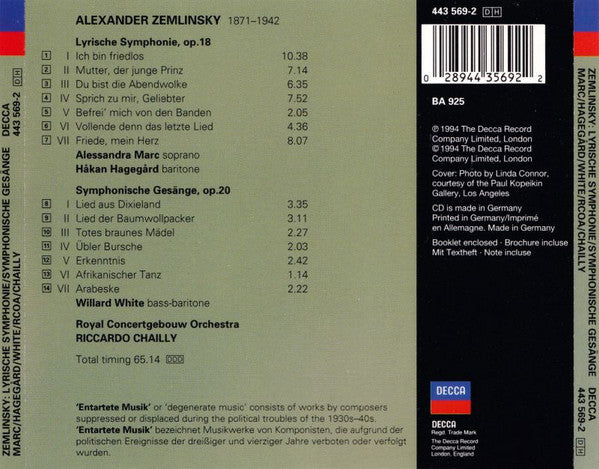 ZEMLINSKY: LYRISCHE SYMPHONIE/SYMPHONISCHE GESÄNGE DECCA
MARC/HAGEGÅRD/WHITE/RCOA/CHAILLY 443 569-2 DH
ALEXANDER ZEMLINSKY 1871–1942
Lyrische Symphonie, op.18
1 I Ich bin friedlos 10.38
2 II Mutter, der junge Prinz 7.14
3 III Du bist die Abendwolke 6.35
4 IV Sprich zu mir, Geliebter 7.52
5 V Befrei' mich von den Banden 2.05
6 VI Vollende denn das letzte Lied 4.36
7 VII Friede, mein Herz 8.07
Alessandra Marc soprano
Håkan Hagegård baritone
Symphonische Gesänge, op.20
8 I Lied aus Dixieland 3.35
9 II Lied der Baumwollpacker 3.11
10 III Totes braunes Mädel 2.27
11 IV Übler Bursche 2.03
12 V Erkenntnis 2.42
13 VI Afrikanischer Tanz 1.14
14 VII Arabeske 2.22
Willard White bass-baritone
Royal Concertgebouw Orchestra
RICCARDO CHAILLY
Total timing 65.14 DDD
'Entartete Musik' or 'degenerate music' consists of works by composers
suppressed or displaced during the political troubles of the 1930s–40s.
'Entartete Musik' bezeichnet Musikwerke von Komponisten, die aufgrund der
politischen Ereignisse der dreißiger und vierziger Jahre verboten oder verfolgt
wurden.
443 569-2 DH
0 28944 35692 2
BA 925
℗ 1994 The Decca Record
Company Limited, London
© 1994 The Decca Record
Company Limited, London
Cover: Photo by Linda Connor,
courtesy of the Paul Kopeikin
Gallery, Los Angeles
CD is made in Germany
Printed in Germany/Imprimé
en Allemagne. Made in Germany
Booklet enclosed · Brochure incluse
Mit Textheft · Note incluse
DECCA
DECCA
Regist. Trade Mark
The Decca Record
Company Limited,
London, England
ZEMLINSKY: LYRISCHE SYMPHONIE/SYMPHONISCHE GESÄNGE DECCA
MARC/HAGEGÅRD/WHITE/RCOA/CHAILLY 443 569-2 DH